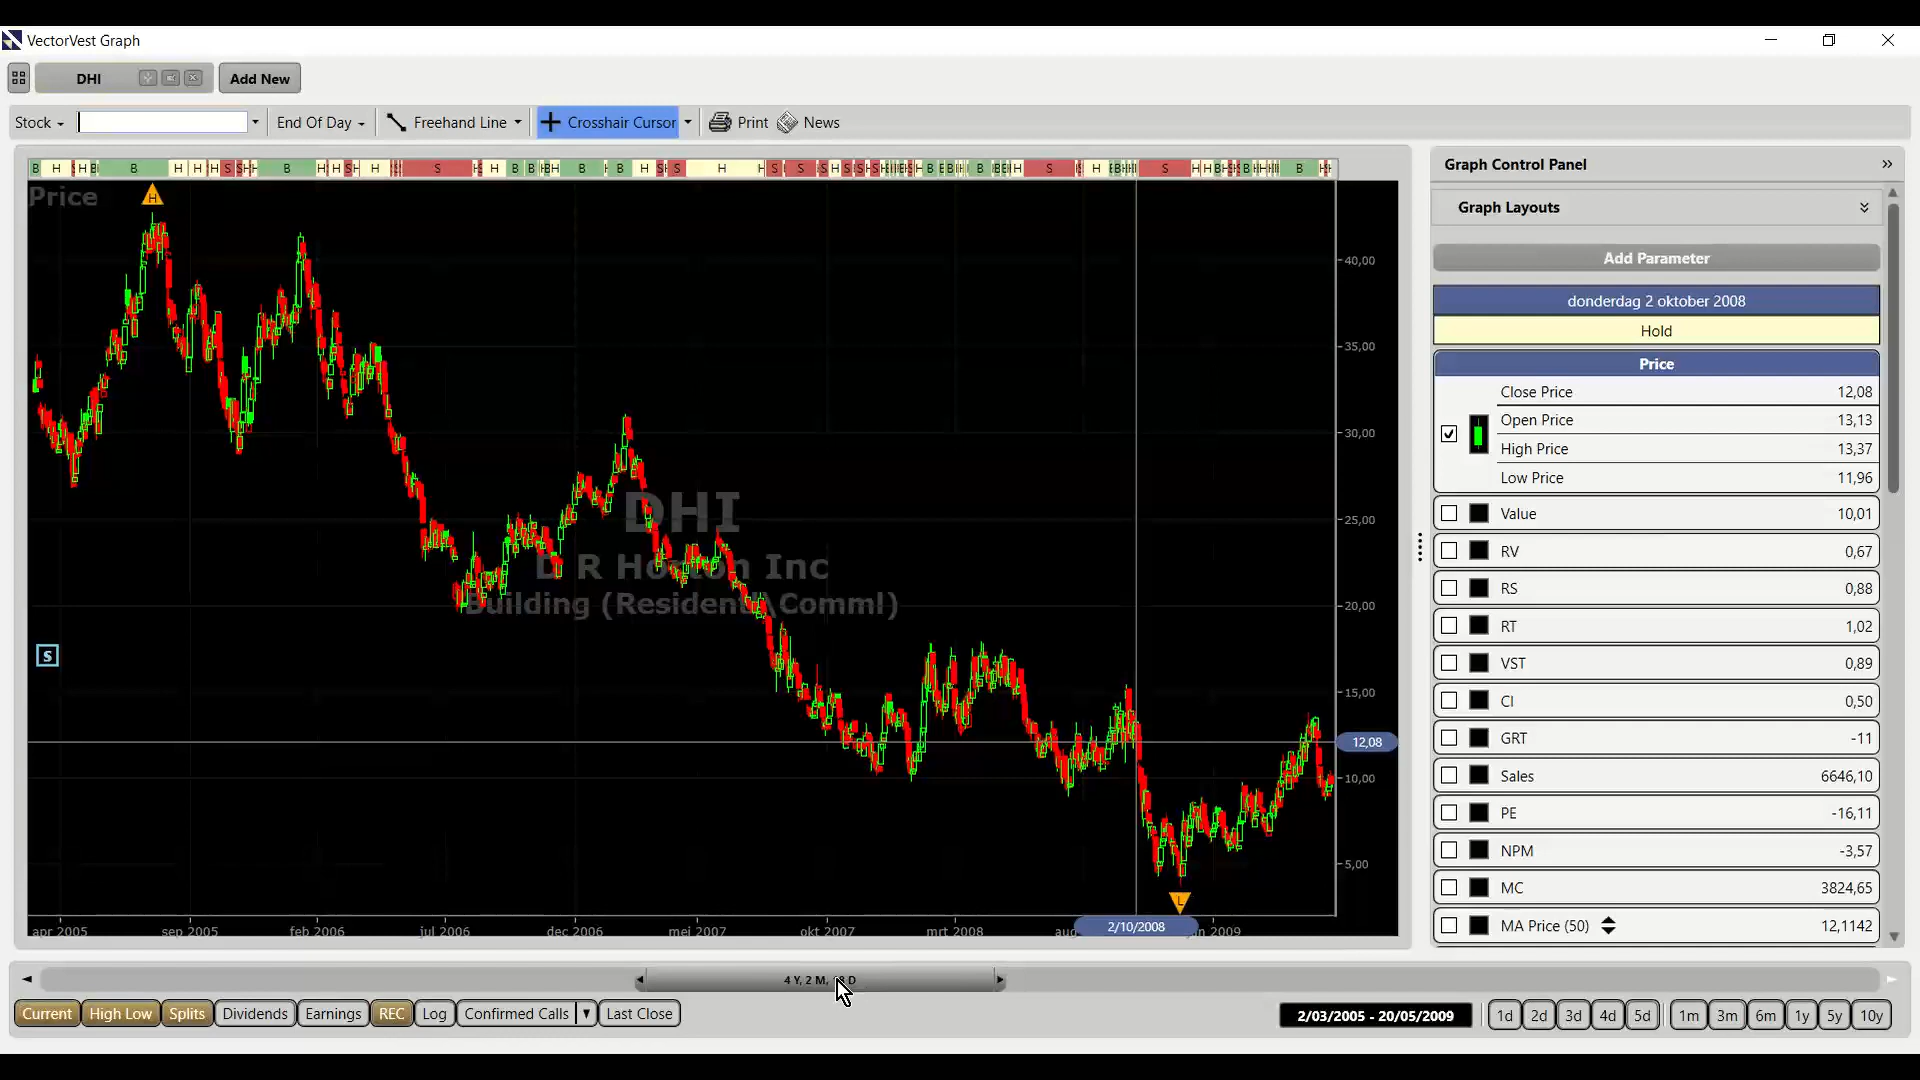 VectorVest Graph
DHI
Add New
Stock
End Of Day
Freehand Line
Crosshair Cursor
Print
News
Price
H
DHI
D R Horton Inc
S
L
40,00
35,00
30,00
25,00
20,00
15,00
12,08
10,00
5,00
apr 2005
sep 2005
feb 2006
jul 2006
dec 2006
mei 2007
okt 2007
mrt 2008
2/10/2008
2009
Graph Control Panel
Graph Layouts
Add Parameter
donderdag 2 oktober 2008
Hold
Price
Close Price 12,08
Open Price 13,13
High Price 13,37
Low Price 11,96
Value 10,01
RV 0,67
RS 0,88
RT 1,02
VST 0,89
CI 0,50
GRT -11
Sales 6646,10
PE -16,11
NPM -3,57
MC 3824,65
MA Price (50) 12,1142
4 Y, 2 M,
Current
High Low
Splits
Dividends
Earnings
REC
Log
Confirmed Calls
Last Close
2/03/2005 - 20/05/2009
1d
2d
3d
4d
5d
1m
3m
6m
1y
5y
10y